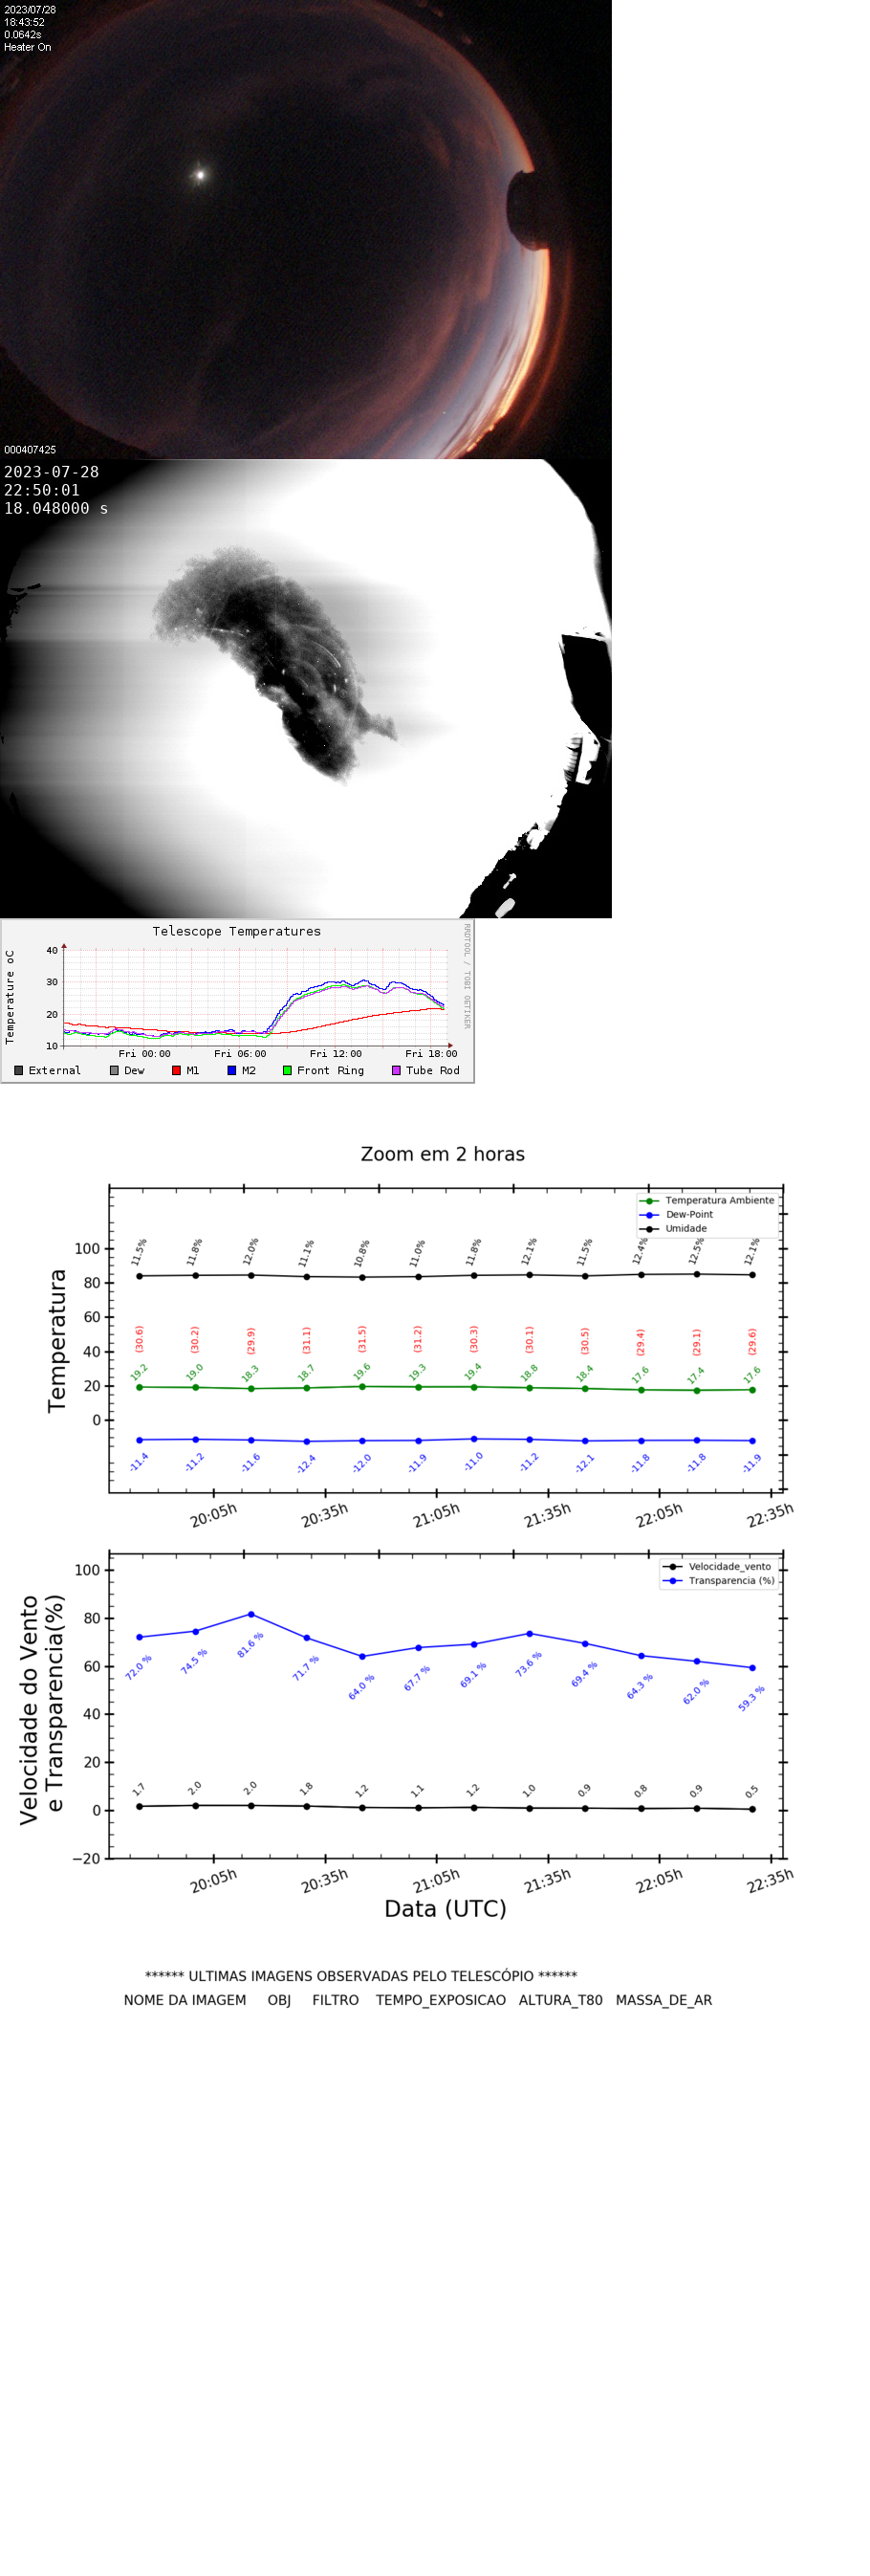 2023/07/28
18:43:52
0.0642s
Heater On
000407425
2023-07-28
22:50:01
18.048000 s
Telescope Temperatures
RRDTOOL / TOBI OETIKER
Temperature oC
40
30
20
10
Fri 00:00 Fri 06:00 Fri 12:00 Fri 18:00
External Dew M1 M2 Front Ring Tube Rod
Zoom em 2 horas
Temperatura Ambiente
Dew-Point
Umidade
Temperatura
100
80
60
40
20
0
11.5% 11.8% 12.0% 11.1% 10.8% 11.0% 11.8% 12.1% 11.5% 12.4% 12.5% 12.1%
(30.6) (30.2) (29.9) (31.1) (31.5) (31.2) (30.3) (30.1) (30.5) (29.4) (29.1) (29.6)
19.2 19.0 18.3 18.7 19.6 19.3 19.4 18.8 18.4 17.6 17.4 17.6
-11.4 -11.2 -11.6 -12.4 -12.0 -11.9 -11.0 -11.2 -12.1 -11.8 -11.8 -11.9
20:05h 20:35h 21:05h 21:35h 22:05h 22:35h
Velocidade_vento
Transparencia (%)
Velocidade do Vento
e Transparencia(%)
100
80
60
40
20
0
−20
72.0 % 74.5 % 81.6 % 71.7 % 64.0 % 67.7 % 69.1 % 73.6 % 69.4 % 64.3 % 62.0 % 59.3 %
1.7 2.0 2.0 1.8 1.2 1.1 1.2 1.0 0.9 0.8 0.9 0.5
20:05h 20:35h 21:05h 21:35h 22:05h 22:35h
Data (UTC)
****** ULTIMAS IMAGENS OBSERVADAS PELO TELESCÓPIO ******
NOME DA IMAGEM OBJ FILTRO TEMPO_EXPOSICAO ALTURA_T80 MASSA_DE_AR